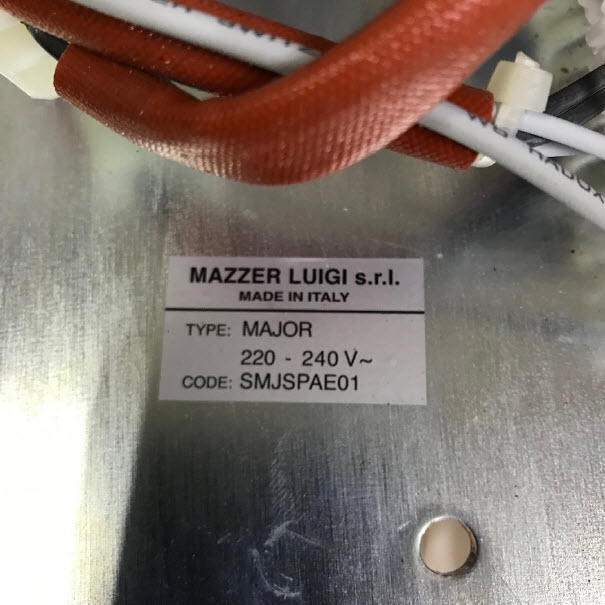 MAZZER LUIGI s.r.l.
MADE IN ITALY
TYPE: MAJOR
220 - 240 V~
CODE: SMJSPAE01